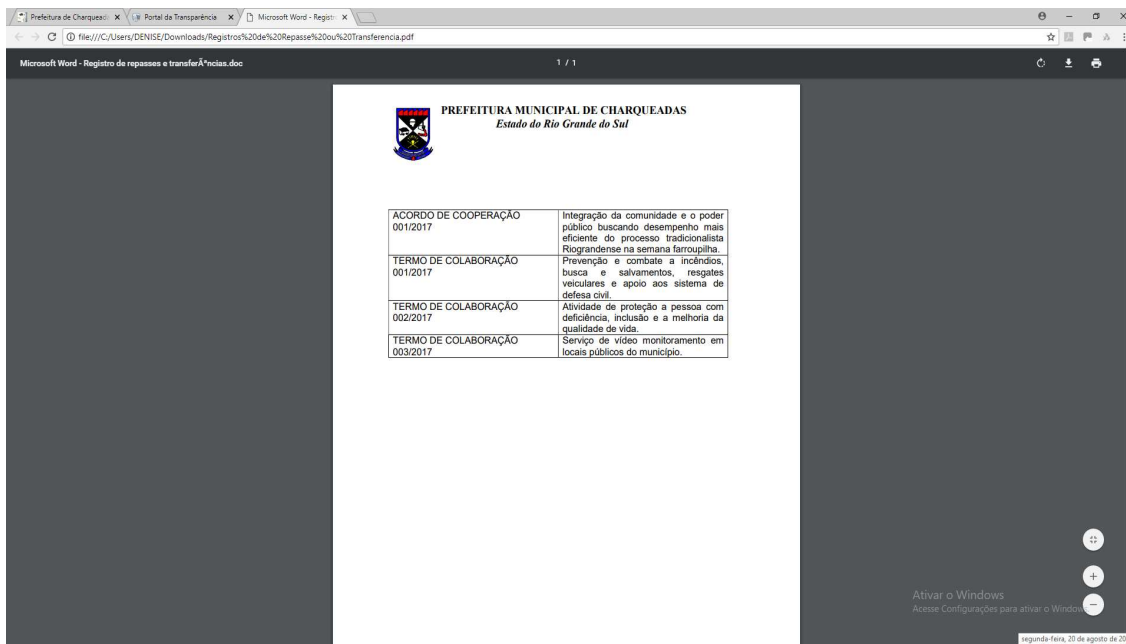 Prefeitura de Charquead
Portal da Transparência
Microsoft Word - Registr
file:///C:/Users/DENISE/Downloads/Registros%20de%20Repasse%20ou%20Transferencia.pdf
Microsoft Word - Registro de repasses e transferÃªncias.doc
1 / 1
PREFEITURA MUNICIPAL DE CHARQUEADAS
Estado do Rio Grande do Sul
ACORDO DE COOPERAÇÃO
001/2017
Integração da comunidade e o poder
público buscando desempenho mais
eficiente do processo tradicionalista
Riograndense na semana farroupilha.
TERMO DE COLABORAÇÃO
001/2017
Prevenção e combate a incêndios,
busca e salvamentos, resgates
veiculares e apoio aos sistema de
defesa civil.
TERMO DE COLABORAÇÃO
002/2017
Atividade de proteção a pessoa com
deficiência, inclusão e a melhoria da
qualidade de vida.
TERMO DE COLABORAÇÃO
003/2017
Serviço de vídeo monitoramento em
locais públicos do município.
Ativar o Windows
Acesse Configurações para ativar o Window
segunda-feira, 20 de agosto de 20